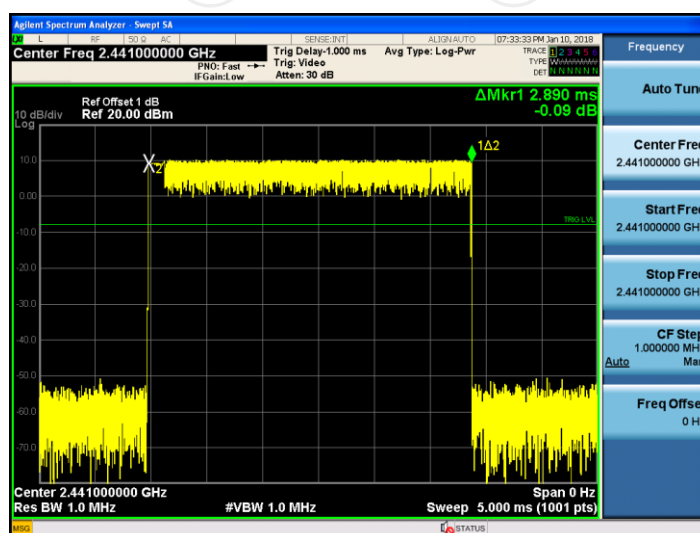 Agilent Spectrum Analyzer - Swept SA
L RF 50 Ω AC SENSE:INT ALIGN AUTO 07:33:33 PM Jan 10, 2018
Center Freq 2.441000000 GHz
PNO: Fast
IFGain:Low
Trig Delay-1.000 ms
Trig: Video
Atten: 30 dB
Avg Type: Log-Pwr
TRACE 1 2 3 4 5 6
TYPE
DET N N N N N N
Frequency
Auto Tune
Center Freq
2.441000000 GH
Start Freq
2.441000000 GH
Stop Freq
2.441000000 GH
CF Step
1.000000 MH
Auto Ma
Freq Offse
0 H
ΔMkr1 2.890 ms
-0.09 dB
Ref Offset 1 dB
Ref 20.00 dBm
10 dB/div
Log
10.0
0.00
-10.0
-20.0
-30.0
-40.0
-50.0
-60.0
-70.0
X2
1Δ2
TRIG LVL
Center 2.441000000 GHz
Span 0 Hz
Res BW 1.0 MHz
#VBW 1.0 MHz
Sweep 5.000 ms (1001 pts)
MSG
STATUS